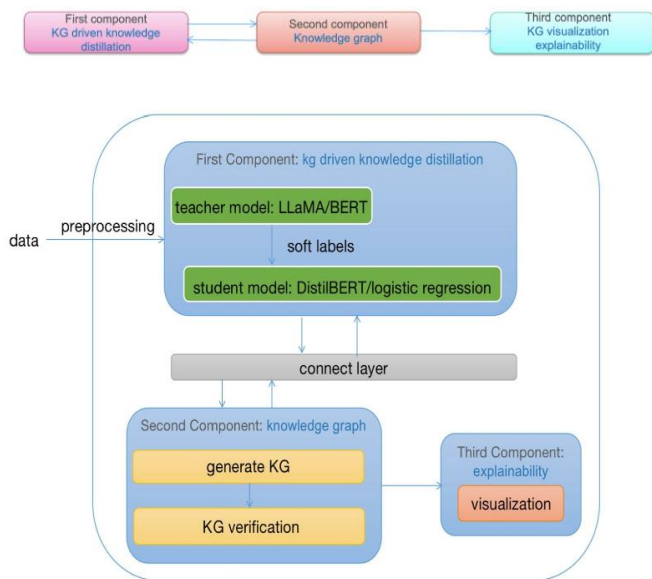 First component
KG driven knowledge
distillation
Second component
Knowledge graph
Third component
KG visualization
explainability
First Component: kg driven knowledge distillation
teacher model: LLaMA/BERT
preprocessing
data
soft labels
student model: DistilBERT/logistic regression
connect layer
Second Component: knowledge graph
generate KG
KG verification
Third Component:
explainability
visualization